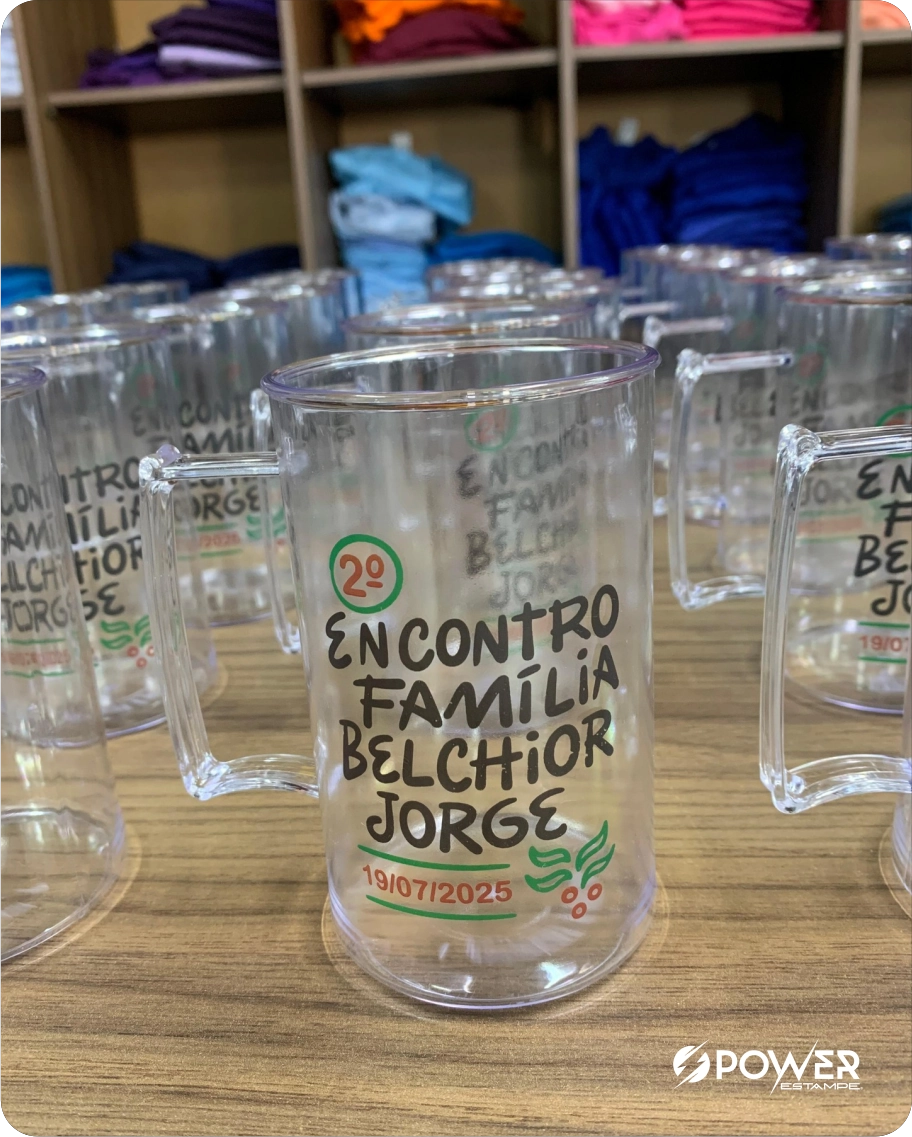 2º
ENCONTRO
FAMÍLIA
BELCHIOR
JORGE
19/07/2025
POWER
ESTAMPE